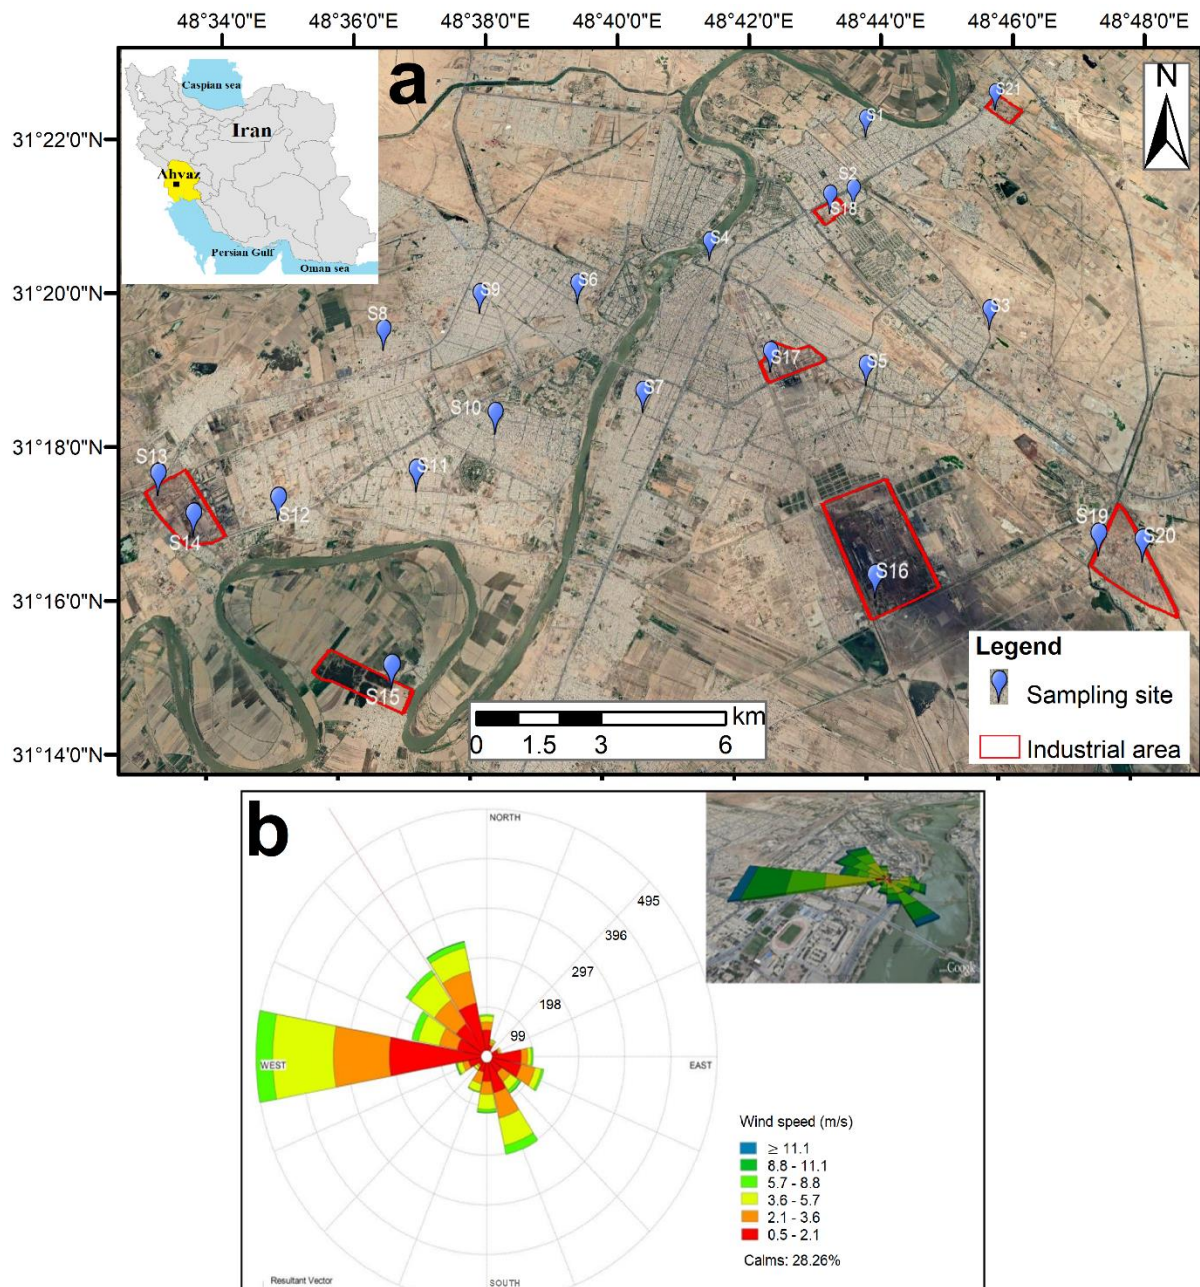 48°34'0"E 48°36'0"E 48°38'0"E 48°40'0"E 48°42'0"E 48°44'0"E 48°46'0"E 48°48'0"E
a
N
Caspian sea
Iran
Ahvaz
Persian Gulf
Oman sea
31°22'0"N
31°20'0"N
31°18'0"N
31°16'0"N
31°14'0"N
S21
S1
S2
S18
S4
S6
S9
S3
S8
S17
S5
S7
S10
S11
S13
S12
S14
S19
S20
S16
S15
km
0 1.5 3 6
Legend
Sampling site
Industrial area
b
NORTH
495
396
297
198
99
WEST
EAST
SOUTH
Google
Wind speed (m/s)
≥ 11.1
8.8 - 11.1
5.7 - 8.8
3.6 - 5.7
2.1 - 3.6
0.5 - 2.1
Calms: 28.26%
Resultant Vector